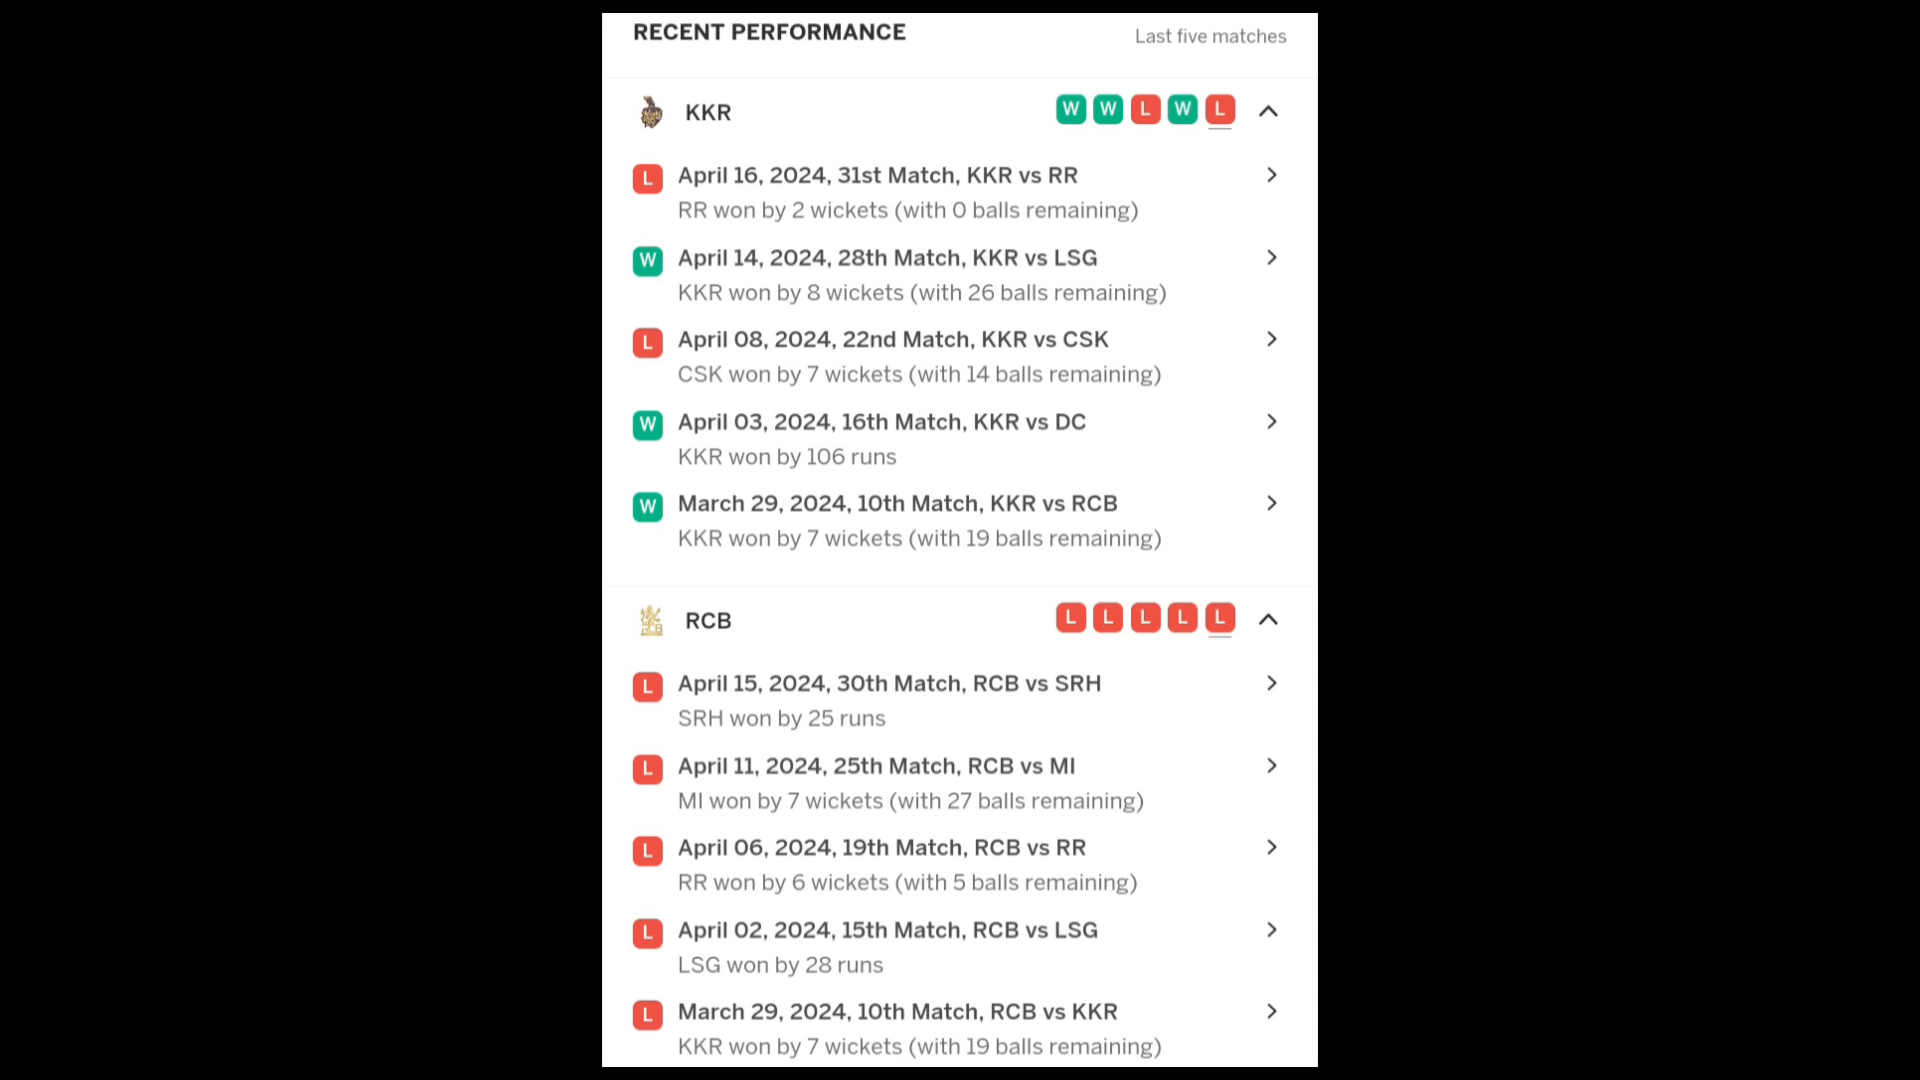 RECENT PERFORMANCE
Last five matches
KKR
W W L W L
L April 16, 2024, 31st Match, KKR vs RR
RR won by 2 wickets (with 0 balls remaining)
W April 14, 2024, 28th Match, KKR vs LSG
KKR won by 8 wickets (with 26 balls remaining)
L April 08, 2024, 22nd Match, KKR vs CSK
CSK won by 7 wickets (with 14 balls remaining)
W April 03, 2024, 16th Match, KKR vs DC
KKR won by 106 runs
W March 29, 2024, 10th Match, KKR vs RCB
KKR won by 7 wickets (with 19 balls remaining)
RCB
L L L L L
L April 15, 2024, 30th Match, RCB vs SRH
SRH won by 25 runs
L April 11, 2024, 25th Match, RCB vs MI
MI won by 7 wickets (with 27 balls remaining)
L April 06, 2024, 19th Match, RCB vs RR
RR won by 6 wickets (with 5 balls remaining)
L April 02, 2024, 15th Match, RCB vs LSG
LSG won by 28 runs
L March 29, 2024, 10th Match, RCB vs KKR
KKR won by 7 wickets (with 19 balls remaining)